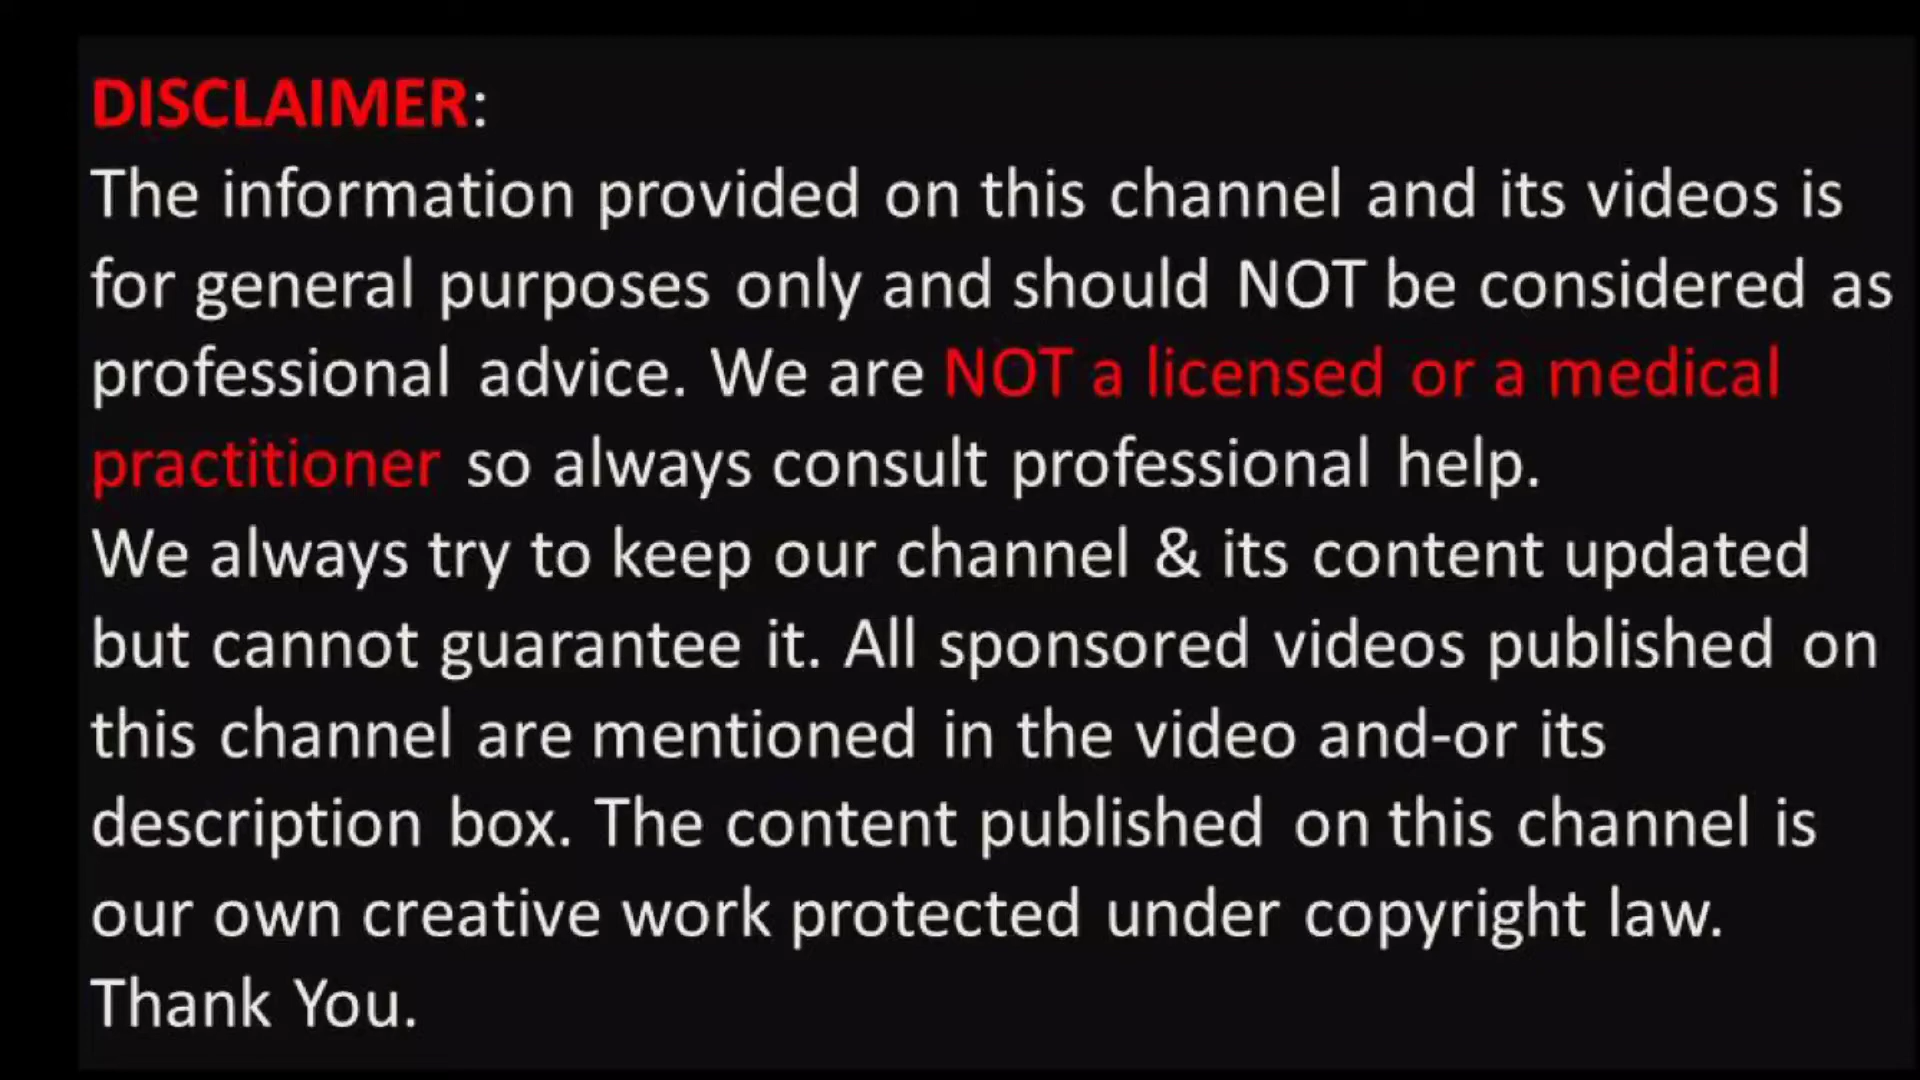 DISCLAIMER:
The information provided on this channel and its videos is
for general purposes only and should NOT be considered as
professional advice. We are NOT a licensed or a medical
practitioner so always consult professional help.
We always try to keep our channel & its content updated
but cannot guarantee it. All sponsored videos published on
this channel are mentioned in the video and-or its
description box. The content published on this channel is
our own creative work protected under copyright law.
Thank You.